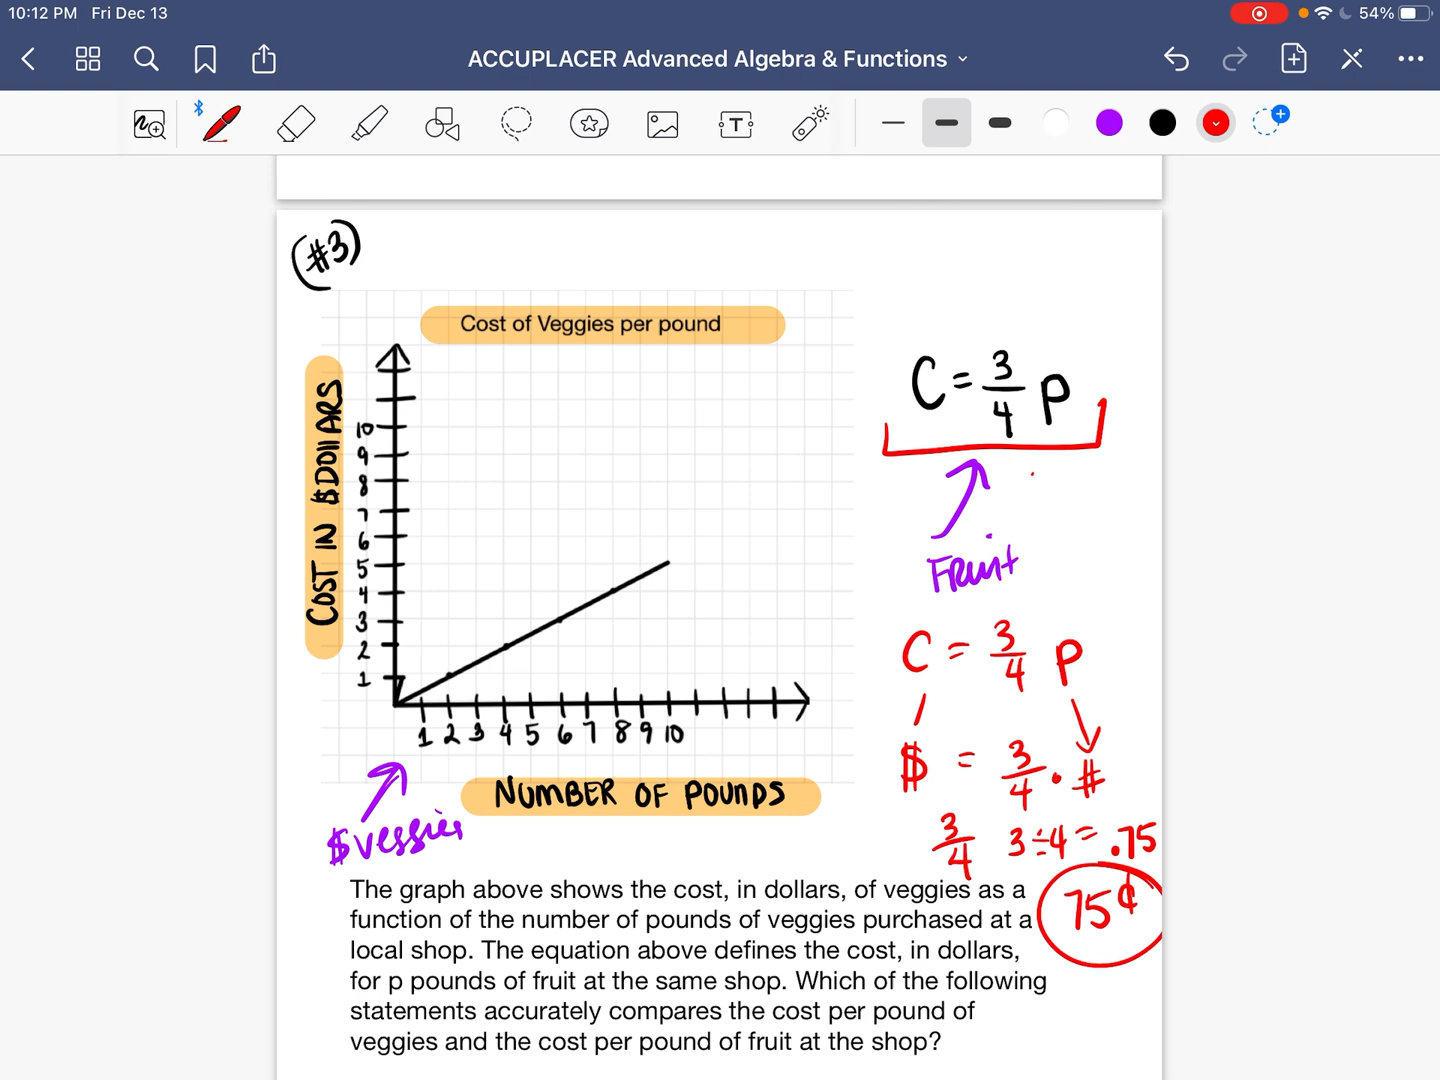 10:12 PM Fri Dec 13
54%
ACCUPLACER Advanced Algebra & Functions
T
(#3)
Cost of Veggies per pound
COST IN $DOllARS
10
9
8
7
6
5
4
3
2
1
1 2 3 4 5 6 7 8 9 10
NUMBER OF POUNDS
$veggies
C = 3/4 p
Fruit
C = 3/4 p
$ = 3/4 · #
3/4 3÷4 = .75
75¢
The graph above shows the cost, in dollars, of veggies as a
function of the number of pounds of veggies purchased at a
local shop. The equation above defines the cost, in dollars,
for p pounds of fruit at the same shop. Which of the following
statements accurately compares the cost per pound of
veggies and the cost per pound of fruit at the shop?